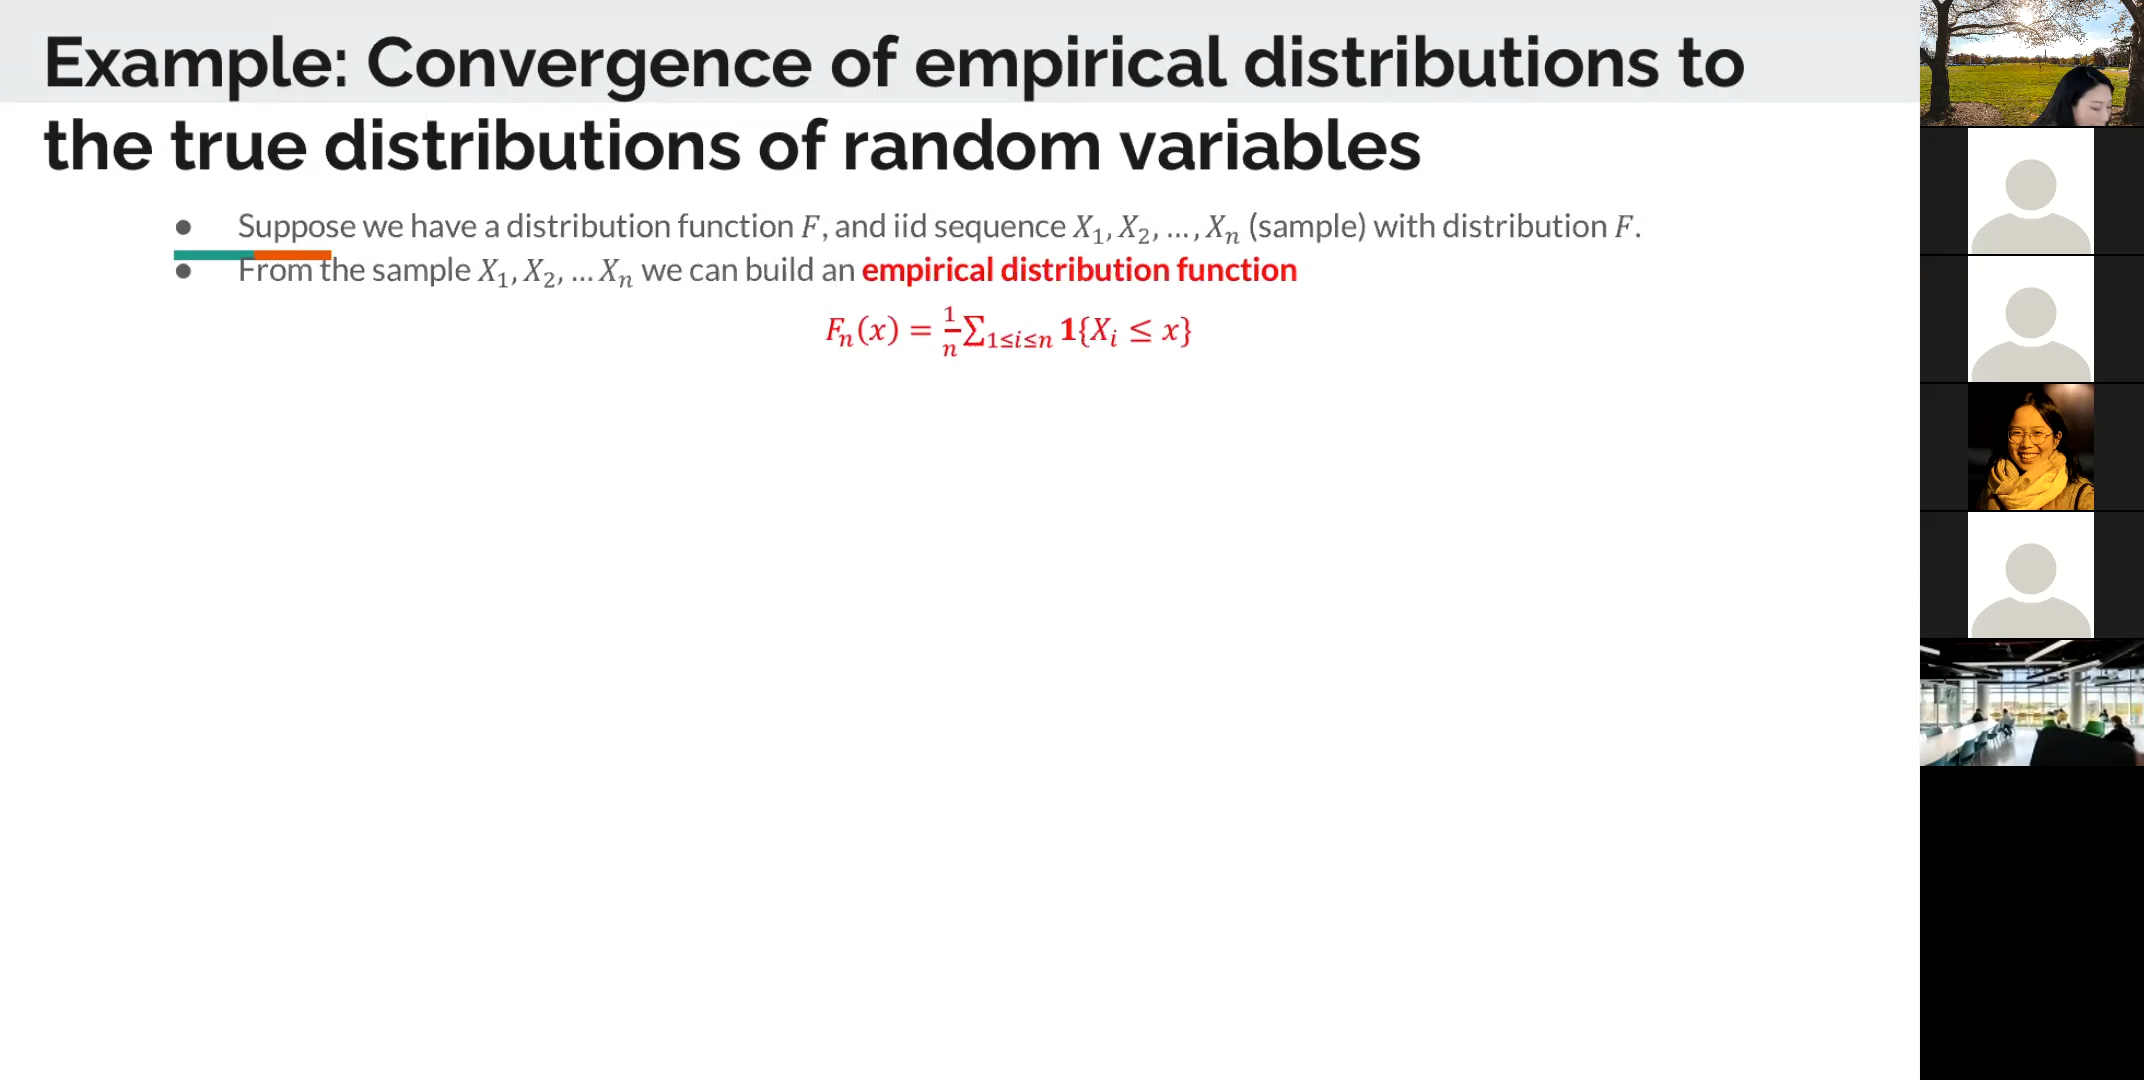 Example: Convergence of empirical distributions to
the true distributions of random variables
● Suppose we have a distribution function F, and iid sequence X₁, X₂, …, Xₙ (sample) with distribution F.
● From the sample X₁, X₂, … Xₙ we can build an empirical distribution function
Fₙ(x) = 1/n ∑_{1≤i≤n} 1{Xᵢ ≤ x}